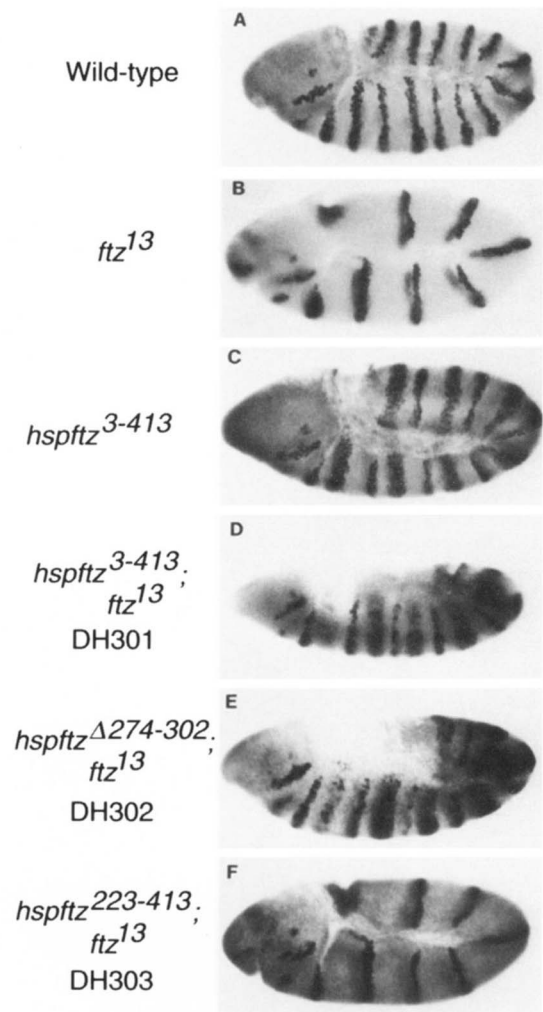 A
Wild-type
B
ftz13
C
hspftz3-413
D
hspftz3-413;
ftz13
DH301
E
hspftzΔ274-302;
ftz13
DH302
F
hspftz223-413;
ftz13
DH303